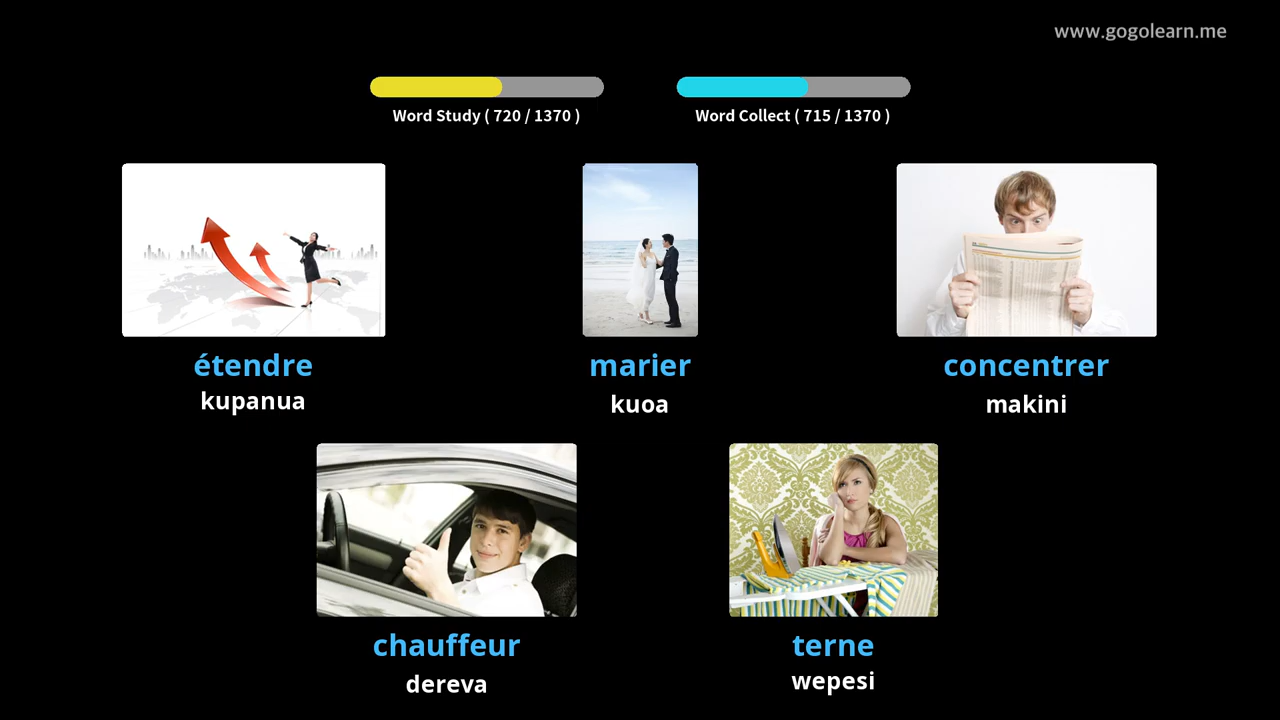 www.gogolearn.me
Word Study ( 720 / 1370 )
Word Collect ( 715 / 1370 )
étendre
kupanua
marier
kuoa
concentrer
makini
chauffeur
dereva
terne
wepesi